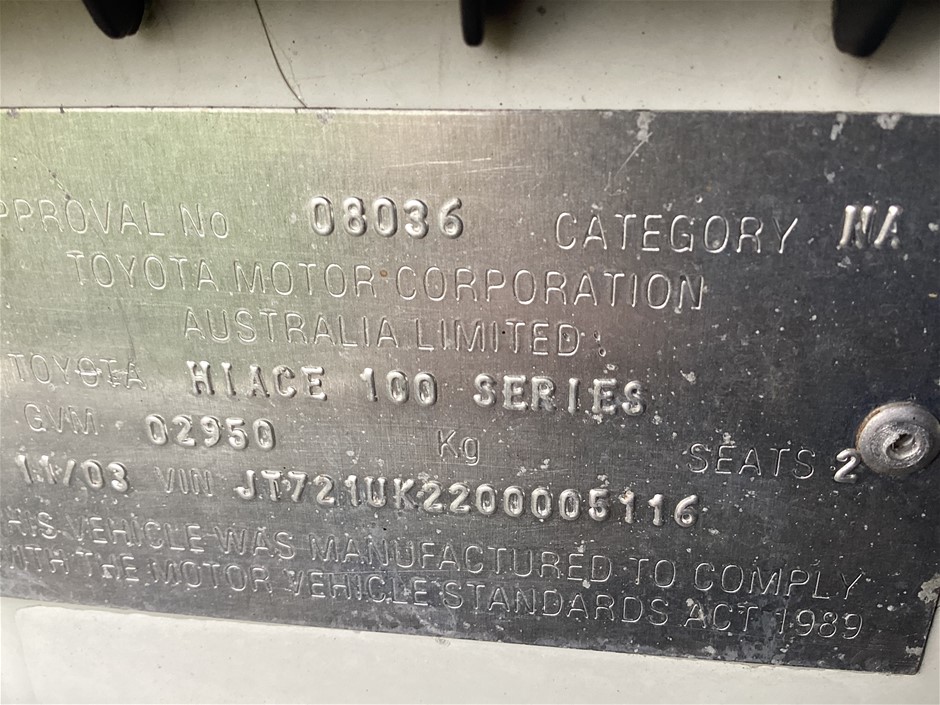 PPROVAL No 08036 CATEGORY NA
TOYOTA MOTOR CORPORATION
AUSTRALIA LIMITED
TOYOTA HIACE 100 SERIES
GVM 02950 Kg SEATS 2
11/03 VIN JT721UK2200005116
HIS VEHICLE WAS MANUFACTURED TO COMPLY
WITH THE MOTOR VEHICLE STANDARDS ACT 1989